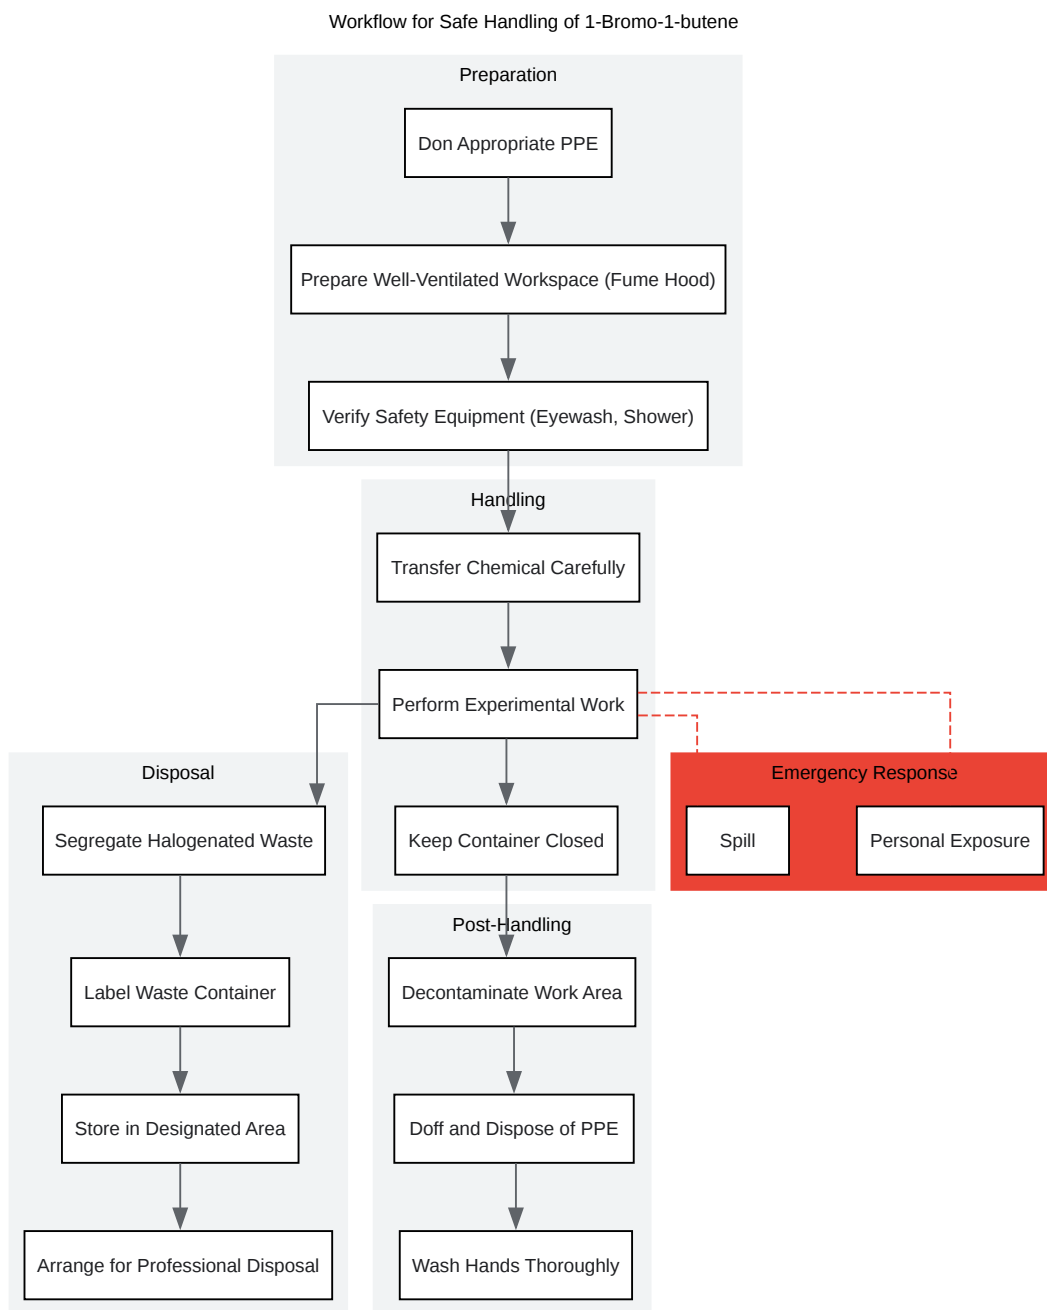 Workflow for Safe Handling of 1-Bromo-1-butene
Preparation
Don Appropriate PPE
Prepare Well-Ventilated Workspace (Fume Hood)
Verify Safety Equipment (Eyewash, Shower)
Handling
Transfer Chemical Carefully
Perform Experimental Work
Disposal
Emergency Response
Segregate Halogenated Waste
Keep Container Closed
Spill
Personal Exposure
Post-Handling
Label Waste Container
Decontaminate Work Area
Store in Designated Area
Doff and Dispose of PPE
Arrange for Professional Disposal
Wash Hands Thoroughly